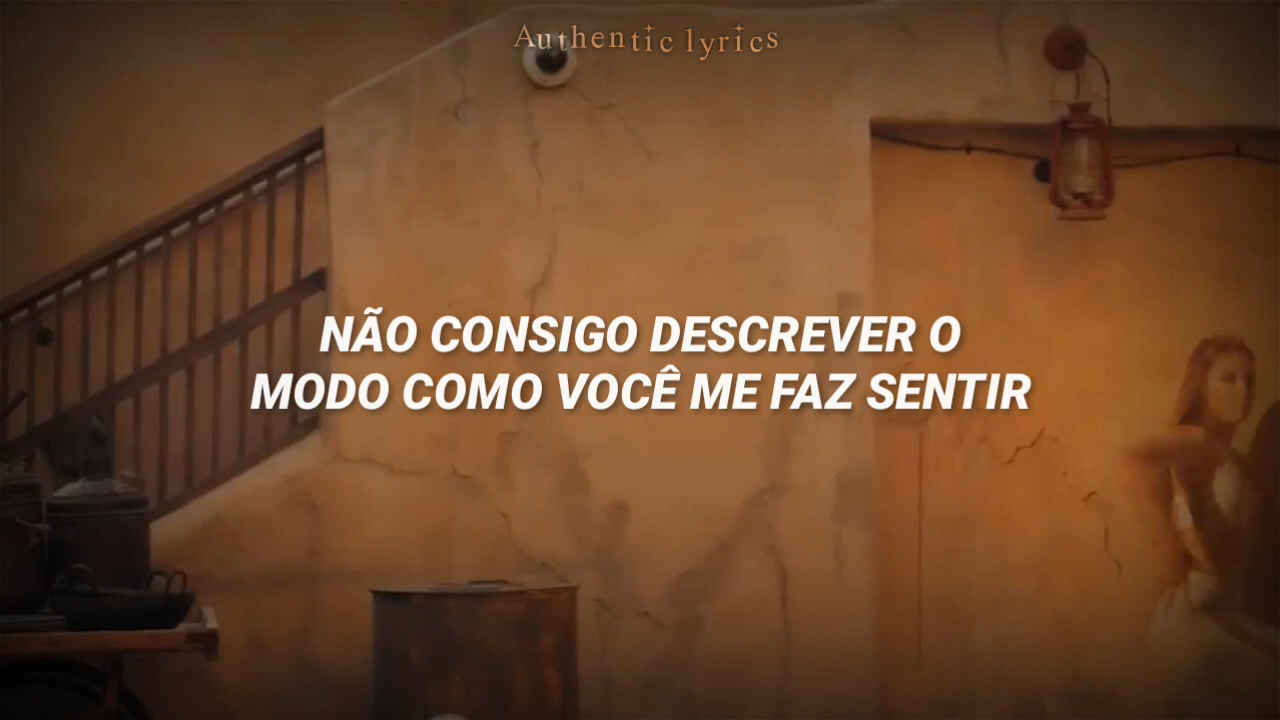 Authentic lyrics
NÃO CONSIGO DESCREVER O
MODO COMO VOCÊ ME FAZ SENTIR